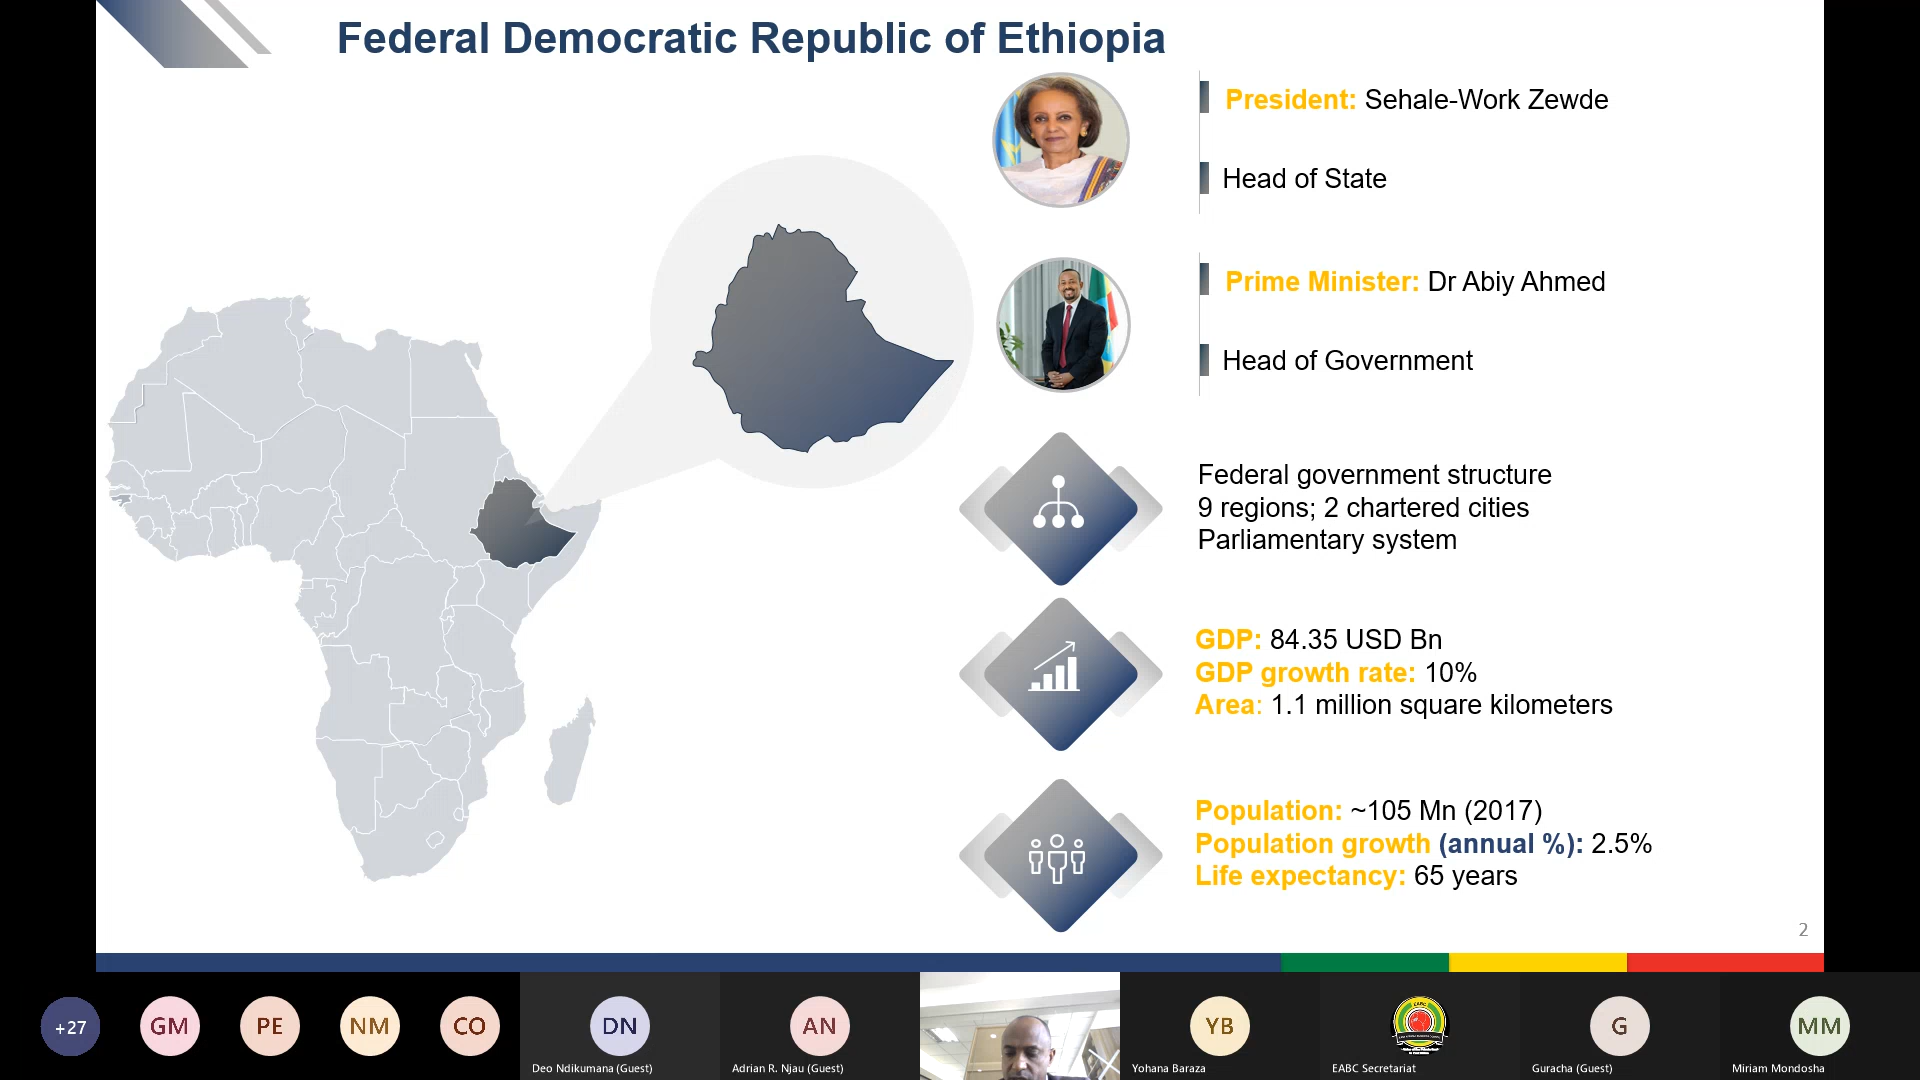 Federal Democratic Republic of Ethiopia
President: Sehale-Work Zewde
Head of State
Prime Minister: Dr Abiy Ahmed
Head of Government
Federal government structure
9 regions; 2 chartered cities
Parliamentary system
GDP: 84.35 USD Bn
GDP growth rate: 10%
Area: 1.1 million square kilometers
Population: ~105 Mn (2017)
Population growth (annual %): 2.5%
Life expectancy: 65 years
2
+27
GM
PE
NM
CO
DN
Deo Ndikumana (Guest)
AN
Adrian R. Njau (Guest)
YB
Yohana Baraza
EABC
EABC Secretariat
G
Guracha (Guest)
MM
Miriam Mondosha